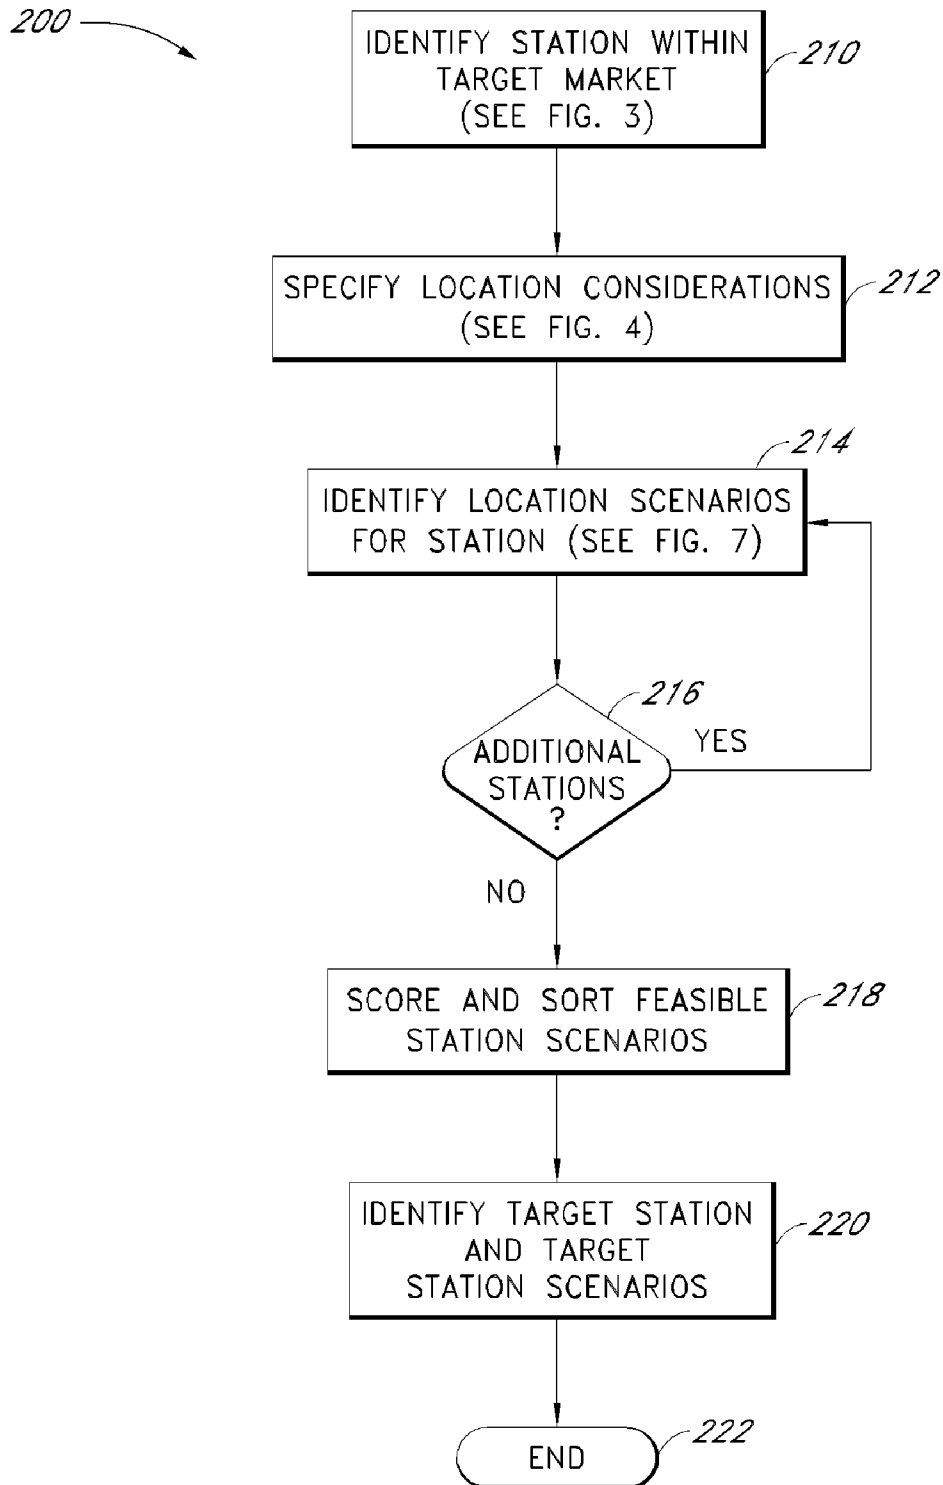 200
IDENTIFY STATION WITHIN
TARGET MARKET
(SEE FIG. 3)
210
SPECIFY LOCATION CONSIDERATIONS
(SEE FIG. 4)
212
214
IDENTIFY LOCATION SCENARIOS
FOR STATION (SEE FIG. 7)
216
ADDITIONAL
STATIONS
?
YES
NO
SCORE AND SORT FEASIBLE
STATION SCENARIOS
218
IDENTIFY TARGET STATION
AND TARGET
STATION SCENARIOS
220
END
222